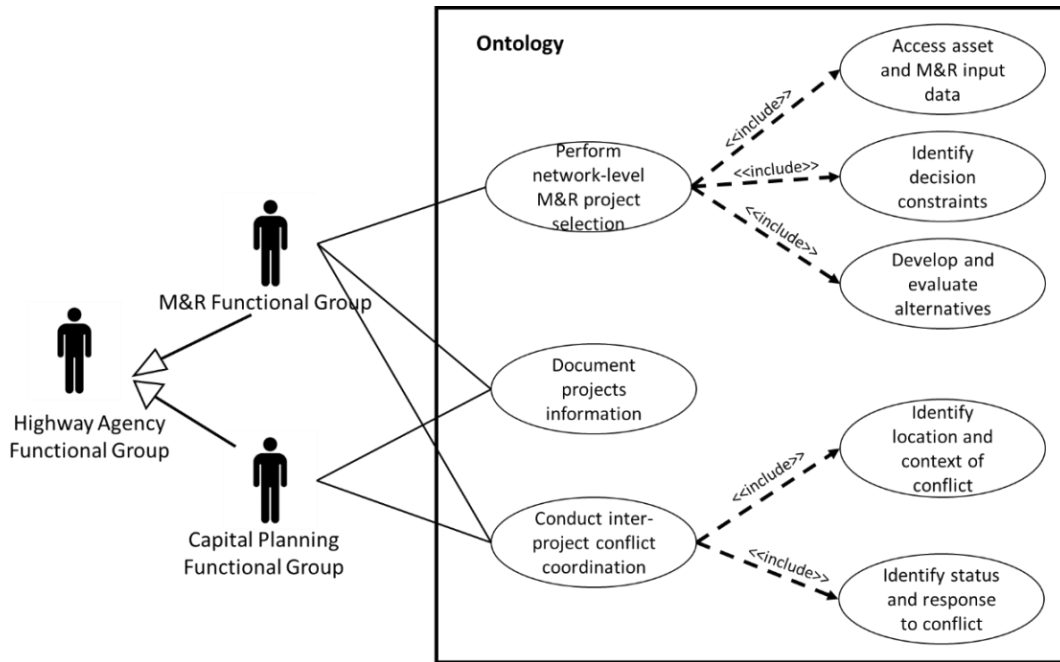 Ontology
Access asset
and M&R input
data
<<include>>
Perform
network-level
M&R project
selection
<<include>>
Identify
decision
constraints
<<include>>
Develop and
evaluate
alternatives
M&R Functional Group
Document
projects
information
Highway Agency
Functional Group
Identify
location and
context of
conflict
<<include>>
Capital Planning
Functional Group
Conduct inter-
project conflict
coordination
<<include>>
Identify status
and response
to conflict